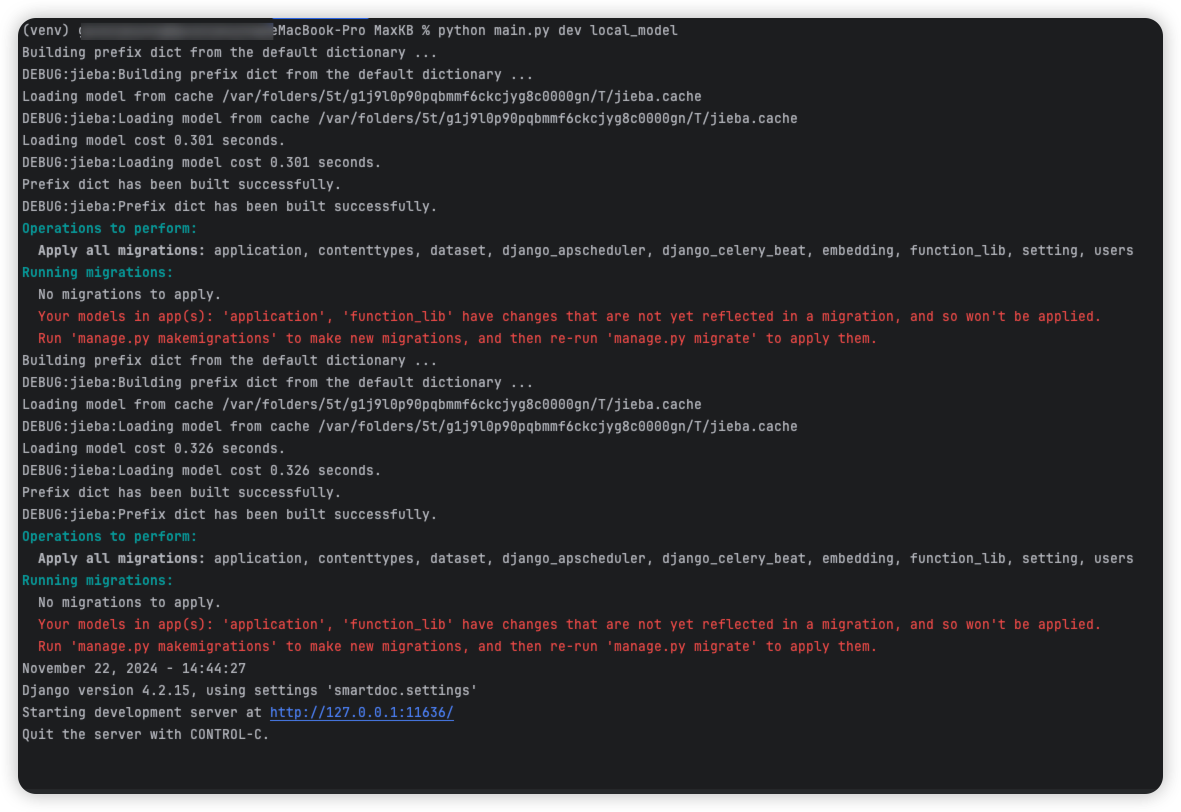 (venv) eMacBook-Pro MaxKB % python main.py dev local_model
Building prefix dict from the default dictionary ...
DEBUG:jieba:Building prefix dict from the default dictionary ...
Loading model from cache /var/folders/5t/g1j9l0p90pqbmmf6ckcjyg8c0000gn/T/jieba.cache
DEBUG:jieba:Loading model from cache /var/folders/5t/g1j9l0p90pqbmmf6ckcjyg8c0000gn/T/jieba.cache
Loading model cost 0.301 seconds.
DEBUG:jieba:Loading model cost 0.301 seconds.
Prefix dict has been built successfully.
DEBUG:jieba:Prefix dict has been built successfully.
Operations to perform:
  Apply all migrations: application, contenttypes, dataset, django_apscheduler, django_celery_beat, embedding, function_lib, setting, users
Running migrations:
  No migrations to apply.
  Your models in app(s): 'application', 'function_lib' have changes that are not yet reflected in a migration, and so won't be applied.
  Run 'manage.py makemigrations' to make new migrations, and then re-run 'manage.py migrate' to apply them.
Building prefix dict from the default dictionary ...
DEBUG:jieba:Building prefix dict from the default dictionary ...
Loading model from cache /var/folders/5t/g1j9l0p90pqbmmf6ckcjyg8c0000gn/T/jieba.cache
DEBUG:jieba:Loading model from cache /var/folders/5t/g1j9l0p90pqbmmf6ckcjyg8c0000gn/T/jieba.cache
Loading model cost 0.326 seconds.
DEBUG:jieba:Loading model cost 0.326 seconds.
Prefix dict has been built successfully.
DEBUG:jieba:Prefix dict has been built successfully.
Operations to perform:
  Apply all migrations: application, contenttypes, dataset, django_apscheduler, django_celery_beat, embedding, function_lib, setting, users
Running migrations:
  No migrations to apply.
  Your models in app(s): 'application', 'function_lib' have changes that are not yet reflected in a migration, and so won't be applied.
  Run 'manage.py makemigrations' to make new migrations, and then re-run 'manage.py migrate' to apply them.
November 22, 2024 - 14:44:27
Django version 4.2.15, using settings 'smartdoc.settings'
Starting development server at http://127.0.0.1:11636/
Quit the server with CONTROL-C.